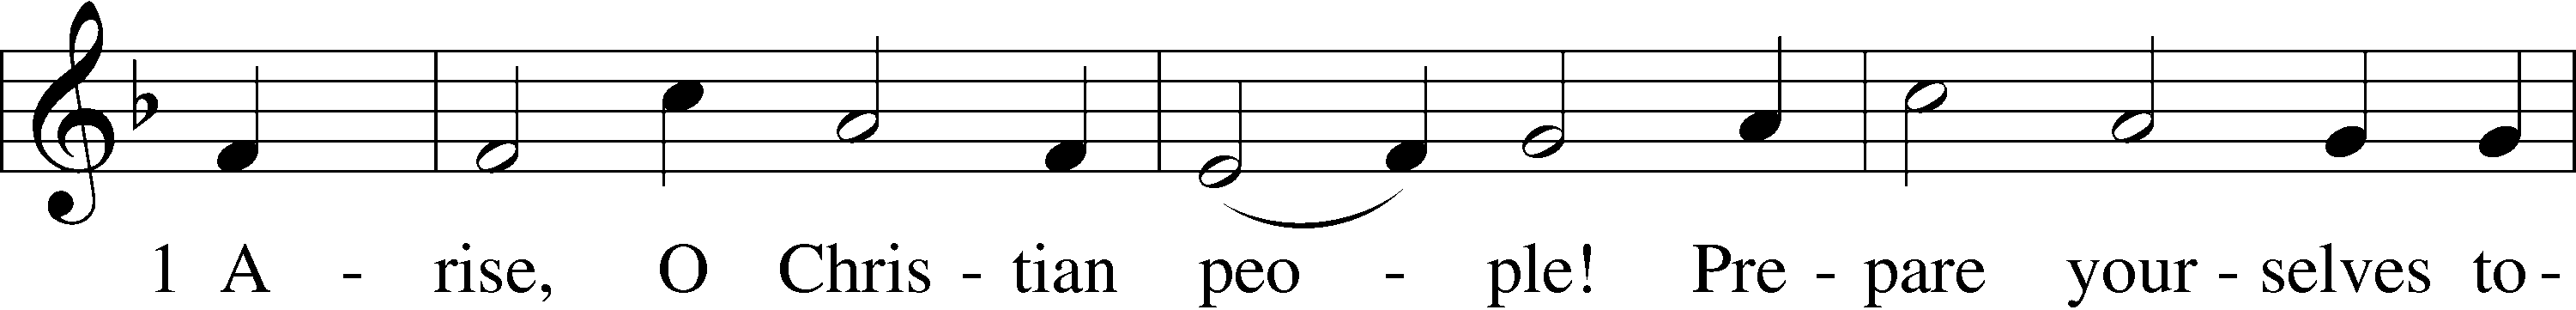 1 A - rise, O Chris - tian peo - ple! Pre - pare your - selves to -